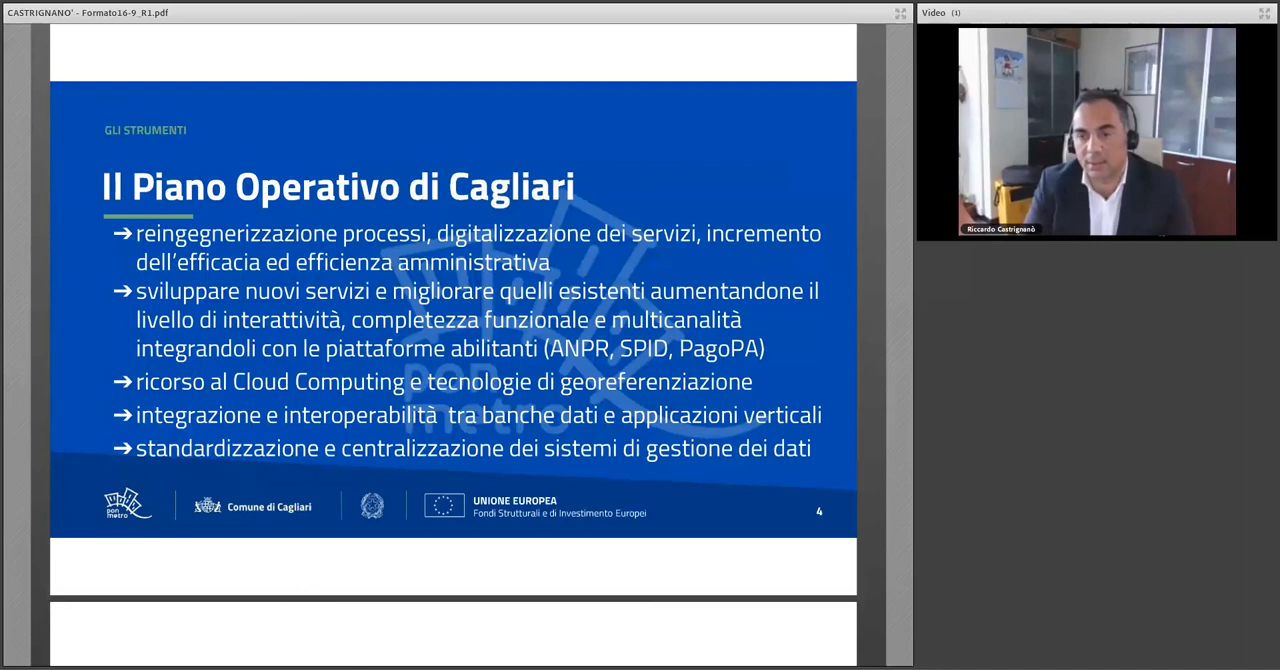 CASTRIGNANO' - Formato16-9_R1.pdf
Video (1)
GLI STRUMENTI
Il Piano Operativo di Cagliari
➔ reingegnerizzazione processi, digitalizzazione dei servizi, incremento
dell’efficacia ed efficienza amministrativa
➔ sviluppare nuovi servizi e migliorare quelli esistenti aumentandone il
livello di interattività, completezza funzionale e multicanalità
integrandoli con le piattaforme abilitanti (ANPR, SPID, PagoPA)
➔ ricorso al Cloud Computing e tecnologie di georeferenziazione
➔ integrazione e interoperabilità tra banche dati e applicazioni verticali
➔ standardizzazione e centralizzazione dei sistemi di gestione dei dati
pon
metro
pon
metro
Comune di Cagliari
UNIONE EUROPEA
Fondi Strutturali e di Investimento Europei
4
Riccardo Castrignanò